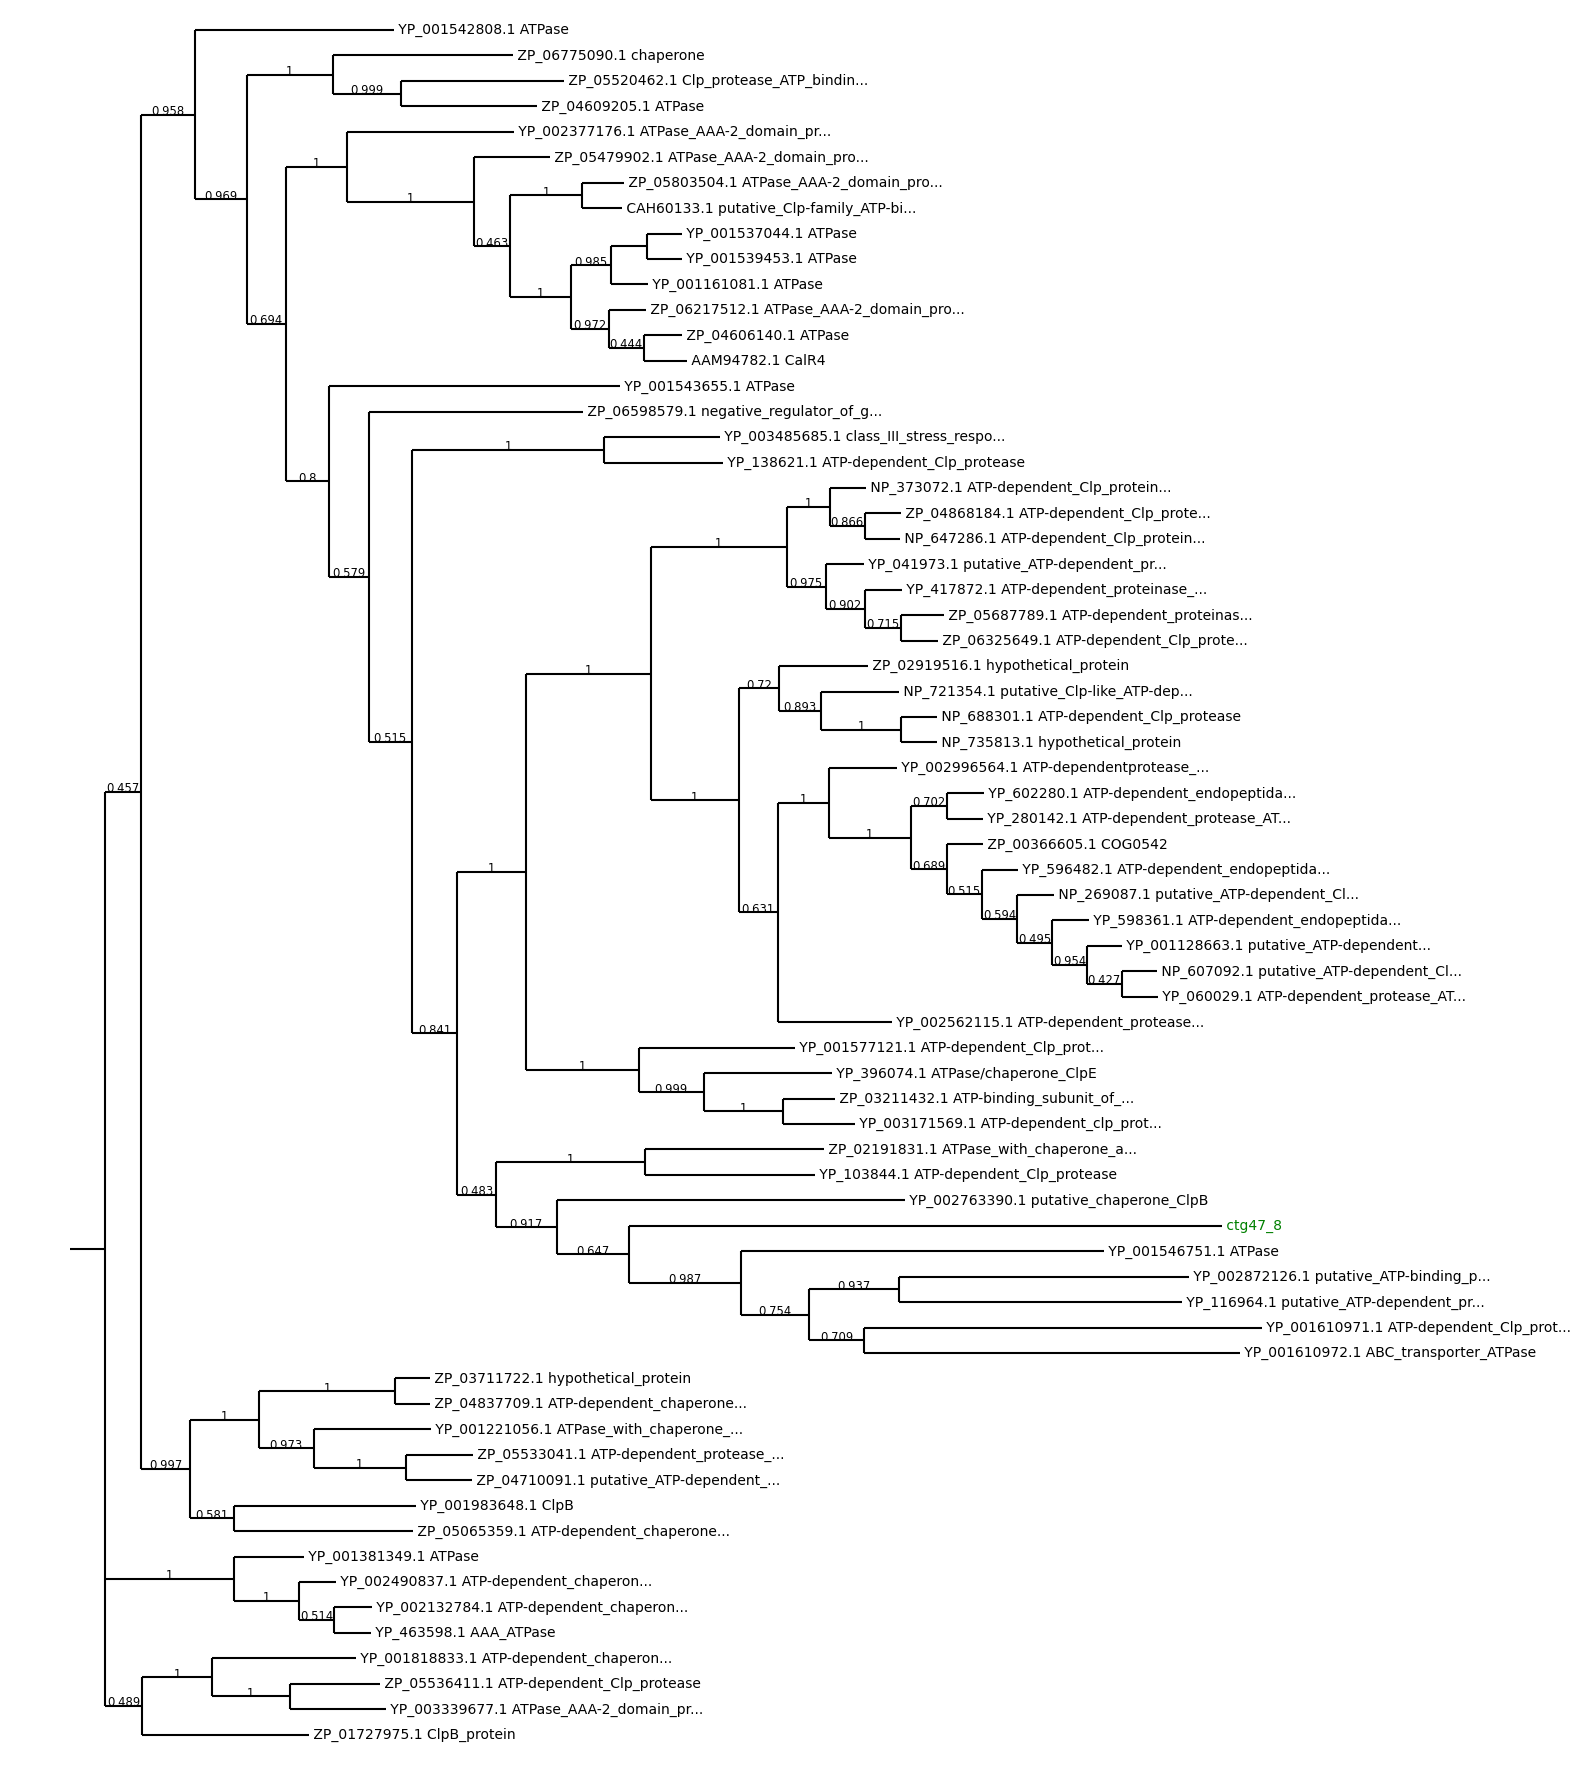 YP_001542808.1 ATPase
ZP_06775090.1 chaperone
1
ZP_05520462.1 Clp_protease_ATP_bindin...
0.999
ZP_04609205.1 ATPase
0.958
YP_002377176.1 ATPase_AAA-2_domain_pr...
ZP_05479902.1 ATPase_AAA-2_domain_pro...
1
ZP_05803504.1 ATPase_AAA-2_domain_pro...
1
0.969
1
CAH60133.1 putative_Clp-family_ATP-bi...
YP_001537044.1 ATPase
0.463
YP_001539453.1 ATPase
0.985
YP_001161081.1 ATPase
1
ZP_06217512.1 ATPase_AAA-2_domain_pro...
0.694
0.972
ZP_04606140.1 ATPase
0.444
AAM94782.1 CalR4
YP_001543655.1 ATPase
ZP_06598579.1 negative_regulator_of_g...
YP_003485685.1 class_III_stress_respo...
1
YP_138621.1 ATP-dependent_Clp_protease
0.8
NP_373072.1 ATP-dependent_Clp_protein...
1
ZP_04868184.1 ATP-dependent_Clp_prote...
0.866
NP_647286.1 ATP-dependent_Clp_protein...
1
YP_041973.1 putative_ATP-dependent_pr...
0.579
0.975
YP_417872.1 ATP-dependent_proteinase_...
0.902
ZP_05687789.1 ATP-dependent_proteinas...
0.715
ZP_06325649.1 ATP-dependent_Clp_prote...
ZP_02919516.1 hypothetical_protein
1
0.72
NP_721354.1 putative_Clp-like_ATP-dep...
0.893
NP_688301.1 ATP-dependent_Clp_protease
1
0.515
NP_735813.1 hypothetical_protein
YP_002996564.1 ATP-dependentprotease_...
0.457
YP_602280.1 ATP-dependent_endopeptida...
1
1
0.702
YP_280142.1 ATP-dependent_protease_AT...
1
ZP_00366605.1 COG0542
0.689
1
YP_596482.1 ATP-dependent_endopeptida...
0.515
NP_269087.1 putative_ATP-dependent_Cl...
0.631
0.594
YP_598361.1 ATP-dependent_endopeptida...
0.495
YP_001128663.1 putative_ATP-dependent...
0.954
NP_607092.1 putative_ATP-dependent_Cl...
0.427
YP_060029.1 ATP-dependent_protease_AT...
YP_002562115.1 ATP-dependent_protease...
0.841
YP_001577121.1 ATP-dependent_Clp_prot...
1
YP_396074.1 ATPase/chaperone_ClpE
0.999
ZP_03211432.1 ATP-binding_subunit_of_...
1
YP_003171569.1 ATP-dependent_clp_prot...
ZP_02191831.1 ATPase_with_chaperone_a...
1
YP_103844.1 ATP-dependent_Clp_protease
0.483
YP_002763390.1 putative_chaperone_ClpB
0.917
ctg47_8
0.647
YP_001546751.1 ATPase
0.987
YP_002872126.1 putative_ATP-binding_p...
0.937
YP_116964.1 putative_ATP-dependent_pr...
0.754
YP_001610971.1 ATP-dependent_Clp_prot...
0.709
YP_001610972.1 ABC_transporter_ATPase
ZP_03711722.1 hypothetical_protein
1
ZP_04837709.1 ATP-dependent_chaperone...
1
YP_001221056.1 ATPase_with_chaperone_...
0.973
ZP_05533041.1 ATP-dependent_protease_...
0.997
1
ZP_04710091.1 putative_ATP-dependent_...
YP_001983648.1 ClpB
0.581
ZP_05065359.1 ATP-dependent_chaperone...
YP_001381349.1 ATPase
1
YP_002490837.1 ATP-dependent_chaperon...
1
YP_002132784.1 ATP-dependent_chaperon...
0.514
YP_463598.1 AAA_ATPase
YP_001818833.1 ATP-dependent_chaperon...
1
ZP_05536411.1 ATP-dependent_Clp_protease
1
0.489
YP_003339677.1 ATPase_AAA-2_domain_pr...
ZP_01727975.1 ClpB_protein